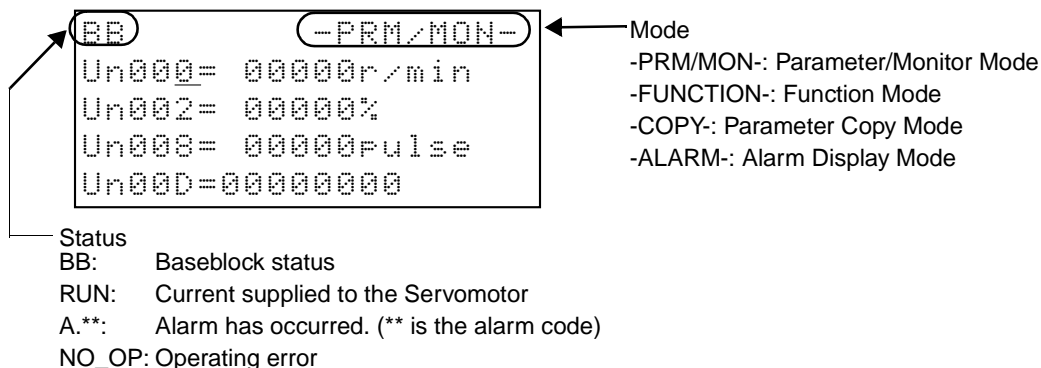 BB -PRM/MON-
Un000= 00000r/min
Un002= 00000%
Un008= 00000pulse
Un00D=00000000
Mode
-PRM/MON-: Parameter/Monitor Mode
-FUNCTION-: Function Mode
-COPY-: Parameter Copy Mode
-ALARM-: Alarm Display Mode
Status
BB: Baseblock status
RUN: Current supplied to the Servomotor
A.**: Alarm has occurred. (** is the alarm code)
NO_OP: Operating error